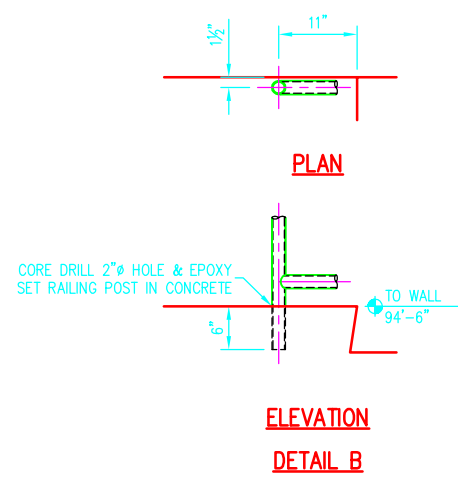 11"
1½"
PLAN
CORE DRILL 2"ø HOLE & EPOXY
SET RAILING POST IN CONCRETE
6"
TO WALL
94'-6"
ELEVATION
DETAIL B